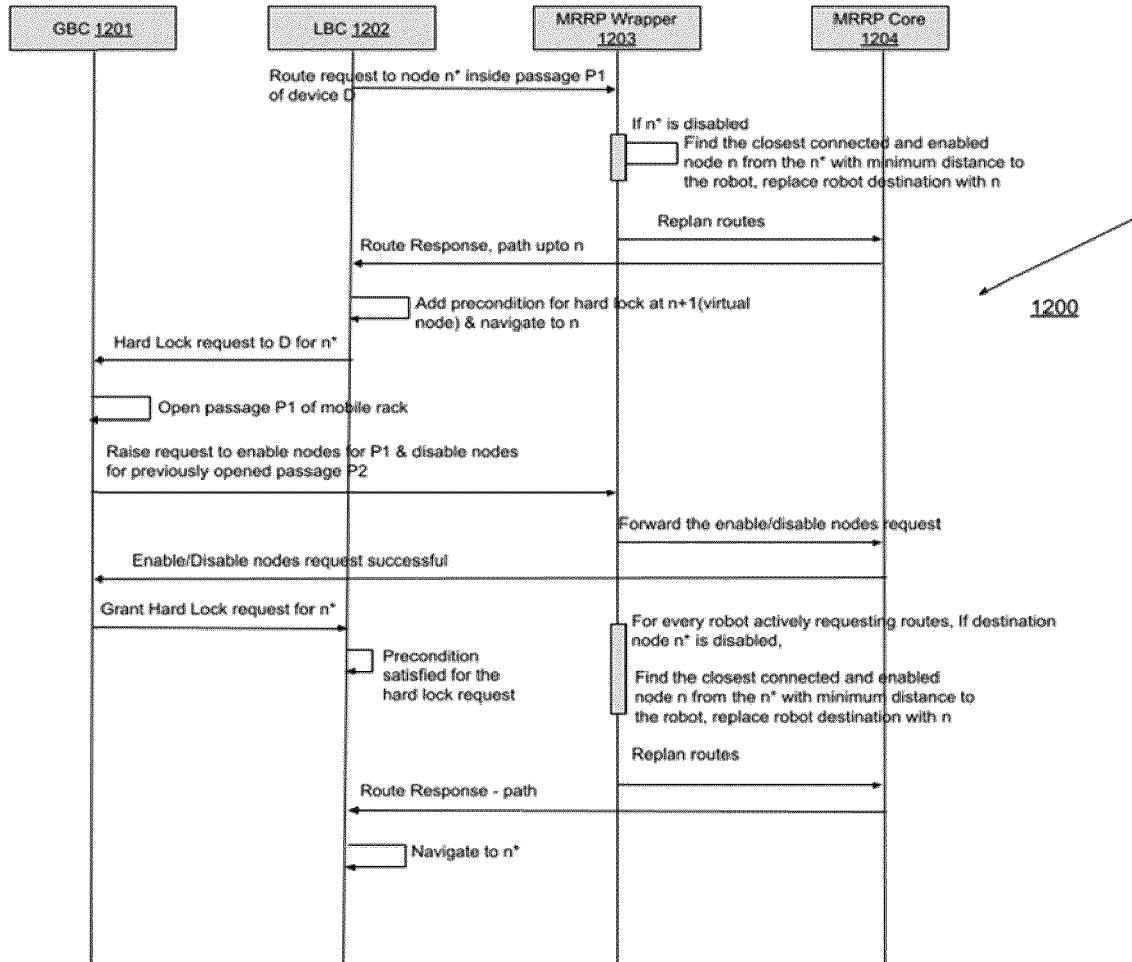 GBC 1201
LBC 1202
MRRP Wrapper
1203
MRRP Core
1204
Route request to node n* inside passage P1
of device D
If n* is disabled
Find the closest connected and enabled
node n from the n* with minimum distance to
the robot, replace robot destination with n
Replan routes
Route Response, path upto n
Add precondition for hard lock at n+1(virtual
node) & navigate to n
1200
Hard Lock request to D for n*
Open passage P1 of mobile rack
Raise request to enable nodes for P1 & disable nodes
for previously opened passage P2
Forward the enable/disable nodes request
Enable/Disable nodes request successful
Grant Hard Lock request for n*
For every robot actively requesting routes, If destination
node n* is disabled,
Precondition
satisfied for the
hard lock request
Find the closest connected and enabled
node n from the n* with minimum distance to
the robot, replace robot destination with n
Replan routes
Route Response - path
Navigate to n*